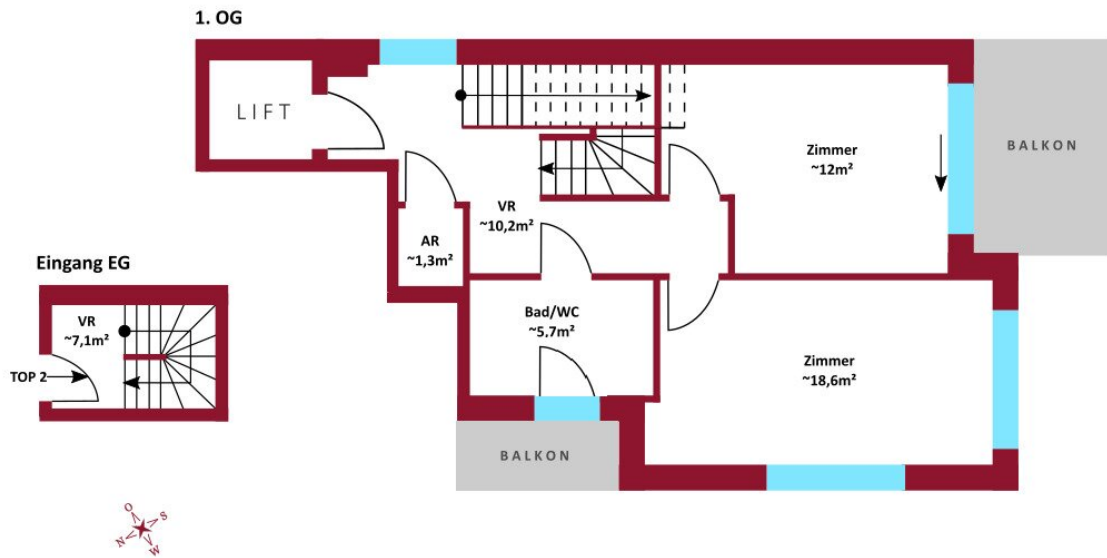 1. OG
LIFT
Zimmer
~12m²
BALKON
VR
~10,2m²
AR
~1,3m²
Eingang EG
VR
~7,1m²
TOP 2
Bad/WC
~5,7m²
Zimmer
~18,6m²
BALKON
O
S
N
W